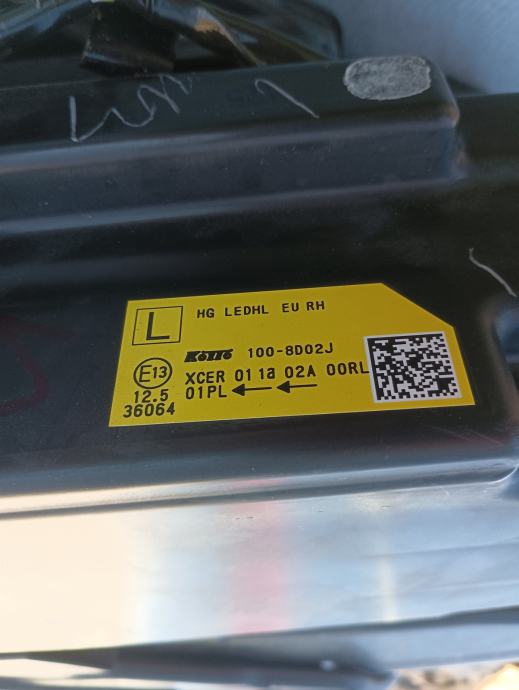 L
HG LEDHL EU RH
KOITO 100-8D02J
E13
XCER 01 1a 02A 00RL
12.5
01PL ← ←
36064